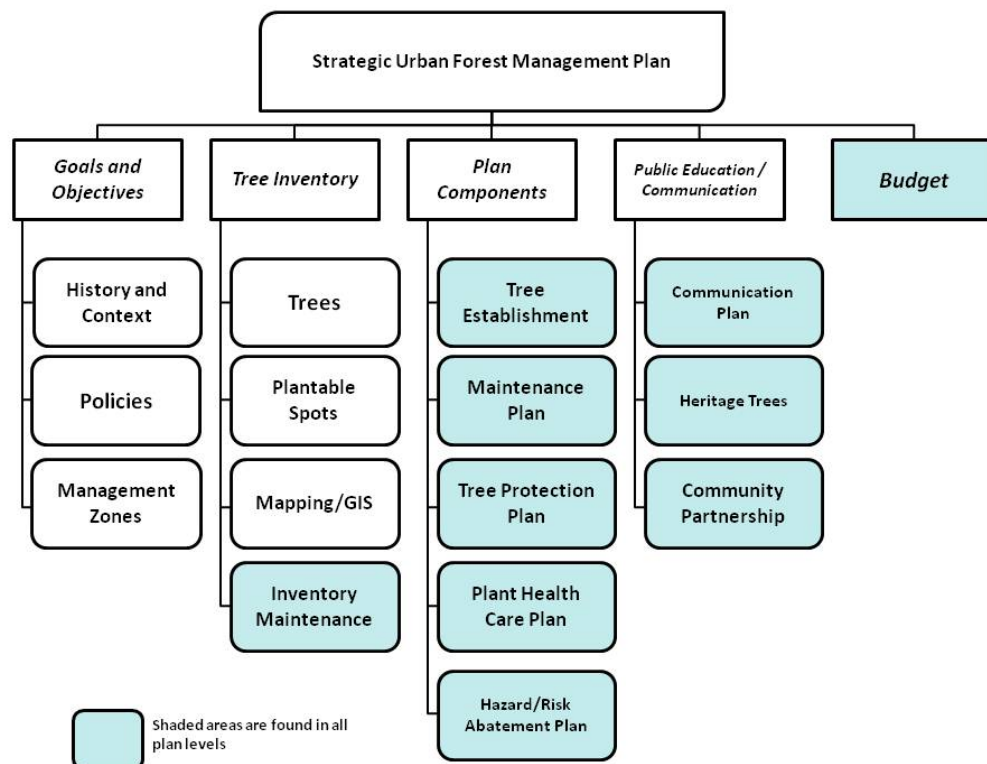 Strategic Urban Forest Management Plan
Goals and
Objectives
Tree Inventory
Plan
Components
Public Education /
Communication
Budget
History and
Context
Policies
Management
Zones
Trees
Plantable
Spots
Mapping/GIS
Inventory
Maintenance
Tree
Establishment
Maintenance
Plan
Tree Protection
Plan
Plant Health
Care Plan
Hazard/Risk
Abatement Plan
Communication
Plan
Heritage Trees
Community
Partnership
Shaded areas are found in all
plan levels